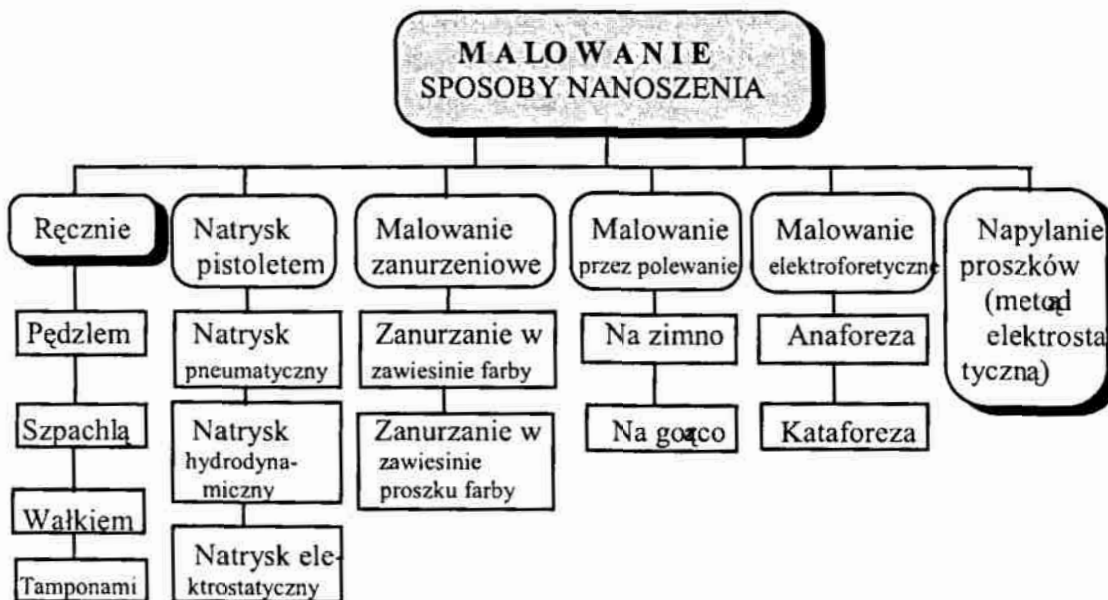 MALOWANIE
SPOSOBY NANOSZENIA
Ręcznie
Pędzlem
Szpachlą
Wałkiem
Tamponami
Natrysk
pistoletem
Natrysk
pneumatyczny
Natrysk
hydrodyna-
miczny
Natrysk ele-
ktrostatyczny
Malowanie
zanurzeniowe
Zanurzanie w
zawiesinie farby
Zanurzanie w
zawiesinie
proszku farby
Malowanie
przez polewanie
Na zimno
Na gorąco
Malowanie
elektroforetyczne
Anaforeza
Kataforeza
Napylanie
proszków
(metodą
elektrosta
tyczną)